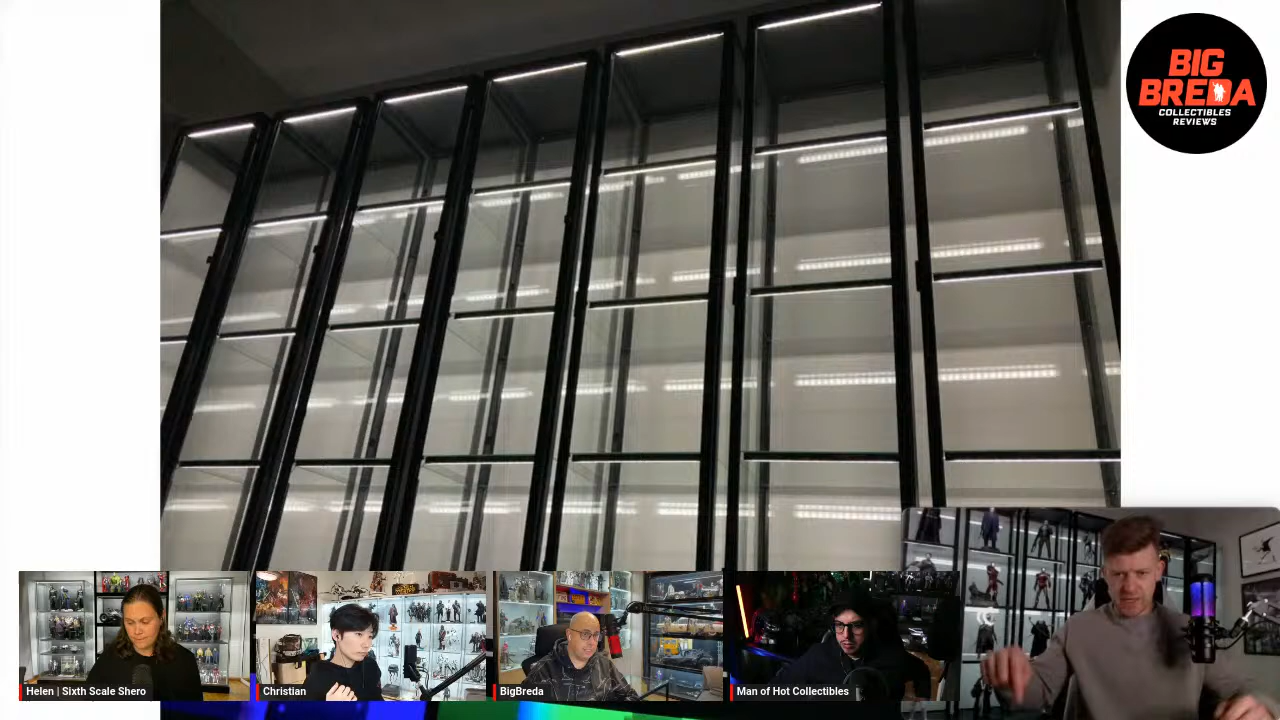 BIG
BREDA
COLLECTIBLES
REVIEWS
Helen | Sixth Scale Shero
Christian
BigBreda
Man of Hot Collectibles